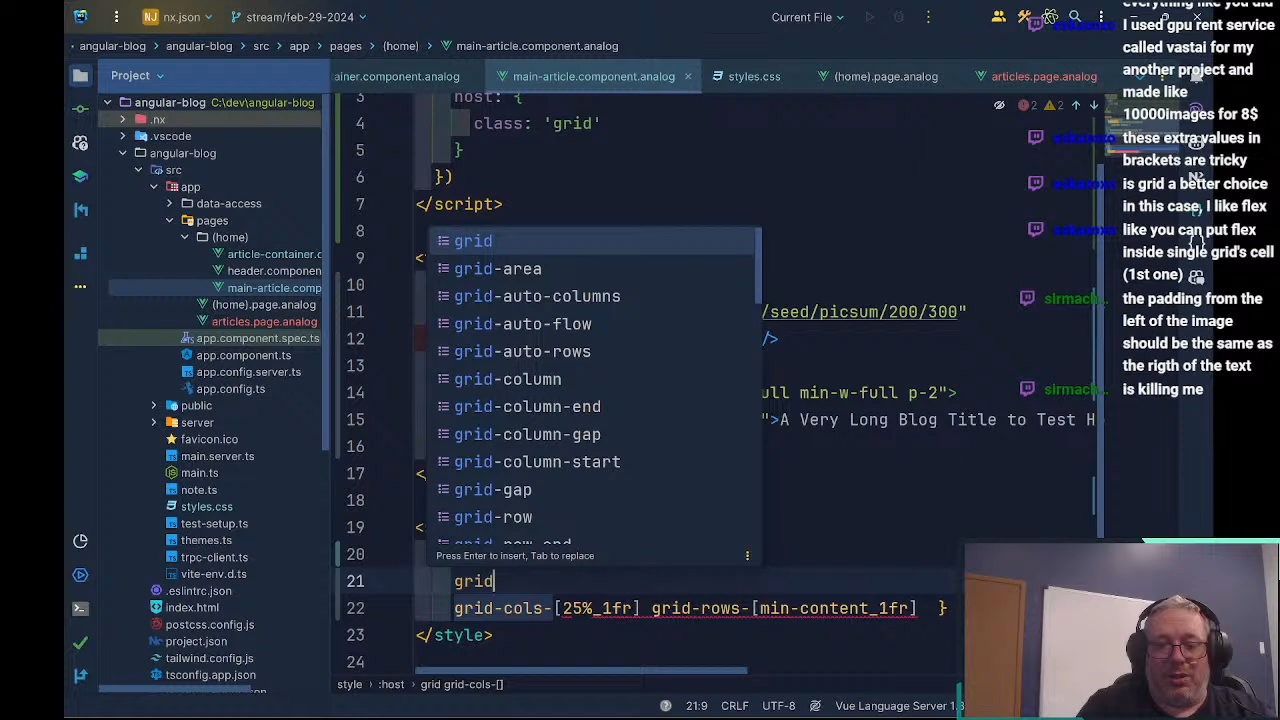 nx.json
stream/feb-29-2024
Current File
angular-blog
angular-blog
src
app
pages
(home)
main-article.component.analog
Project
ainer.component.analog
main-article.component.analog
styles.css
(home).page.analog
articles.page.analog
angular-blog C:\dev\angular-blog
.nx
.vscode
angular-blog
src
app
data-access
pages
(home)
article-container.c
header.component
main-article.comp
(home).page.analog
articles.page.analog
app.component.spec.ts
app.component.ts
app.config.server.ts
app.config.ts
public
server
favicon.ico
main.server.ts
main.ts
note.ts
styles.css
test-setup.ts
themes.ts
trpc-client.ts
vite-env.d.ts
.eslintrc.json
index.html
postcss.config.js
project.json
tailwind.config.js
tsconfig.app.json
3 host: {
4 class: 'grid'
5 }
6 })
7 </script>
8
9 <
10
11 /seed/picsum/200/300"
12 />
13
14 ull min-w-full p-2">
15 ">A Very Long Blog Title to Test H
16
17 <
18
19 <
20
21 grid
22 grid-cols-[25%_1fr] grid-rows-[min-content_1fr] }
23 </style>
24
2 2
grid
grid-area
grid-auto-columns
grid-auto-flow
grid-auto-rows
grid-column
grid-column-end
grid-column-gap
grid-column-start
grid-gap
grid-row
grid-row-end
Press Enter to insert, Tab to replace
style
:host
grid grid-cols-[]
21:9
CRLF
UTF-8
Vue Language Server 1.8
everything like you did
I used gpu rent service
called vastai for my
another project and
made like
10000images for 8$
these extra values in
brackets are tricky
is grid a better choice
in this case, I like flex
like you can put flex
inside single grid's cell
(1st one)
sirmach… the padding from the
left of the image
should be the same as
the rigth of the text
sirmach… is killing me